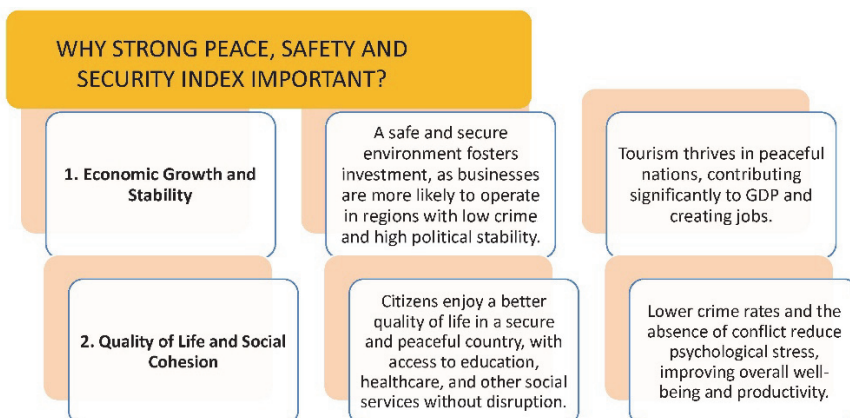 WHY STRONG PEACE, SAFETY AND
SECURITY INDEX IMPORTANT?
1. Economic Growth and
Stability
A safe and secure
environment fosters
investment, as businesses
are more likely to operate
in regions with low crime
and high political stability.
Tourism thrives in peaceful
nations, contributing
significantly to GDP and
creating jobs.
2. Quality of Life and Social
Cohesion
Citizens enjoy a better
quality of life in a secure
and peaceful country, with
access to education,
healthcare, and other social
services without disruption.
Lower crime rates and the
absence of conflict reduce
psychological stress,
improving overall well-
being and productivity.